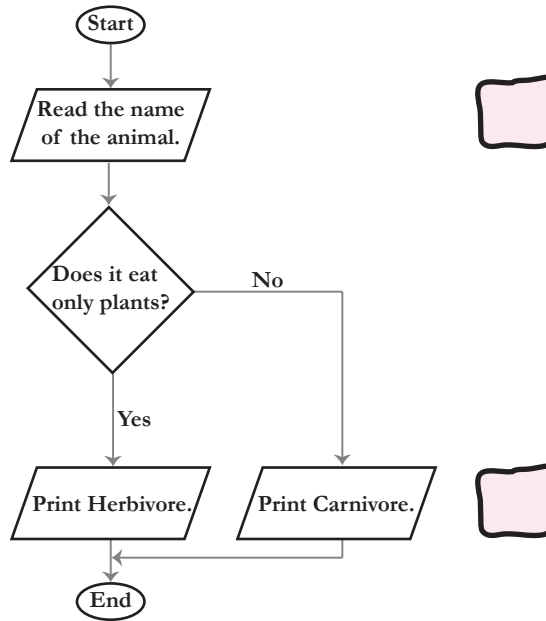 Start
Read the name
of the animal.
Does it eat
only plants?
No
Yes
Print Herbivore.
Print Carnivore.
End